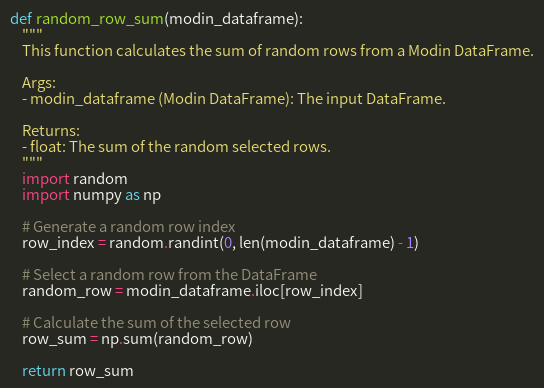 def random_row_sum(modin_dataframe):
"""
This function calculates the sum of random rows from a Modin DataFrame.
Args:
- modin_dataframe (Modin DataFrame): The input DataFrame.
Returns:
- float: The sum of the random selected rows.
"""
import random
import numpy as np
# Generate a random row index
row_index = random.randint(0, len(modin_dataframe) - 1)
# Select a random row from the DataFrame
random_row = modin_dataframe.iloc[row_index]
# Calculate the sum of the selected row
row_sum = np.sum(random_row)
return row_sum